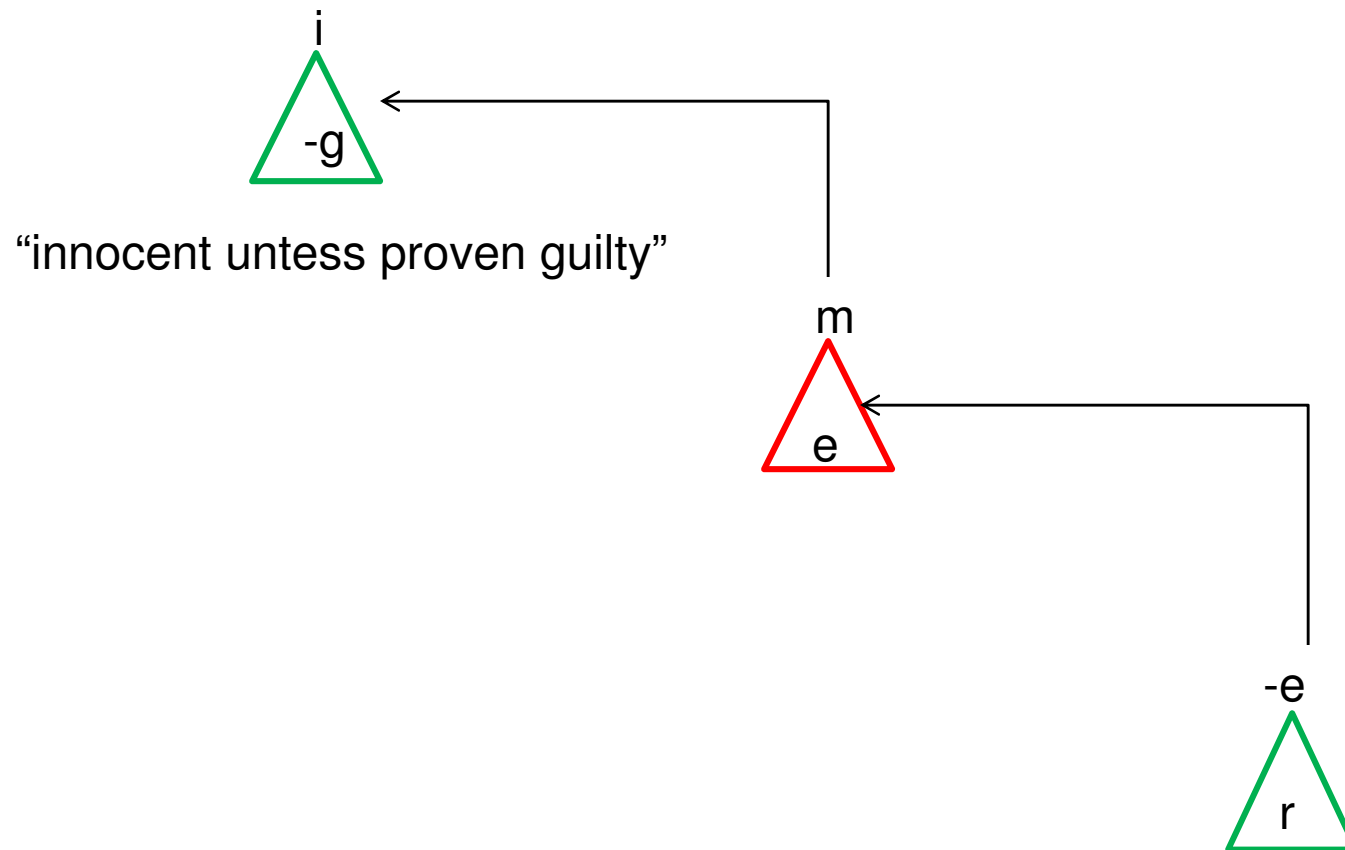 i
-g
“innocent untess proven guilty”
m
e
-e
r